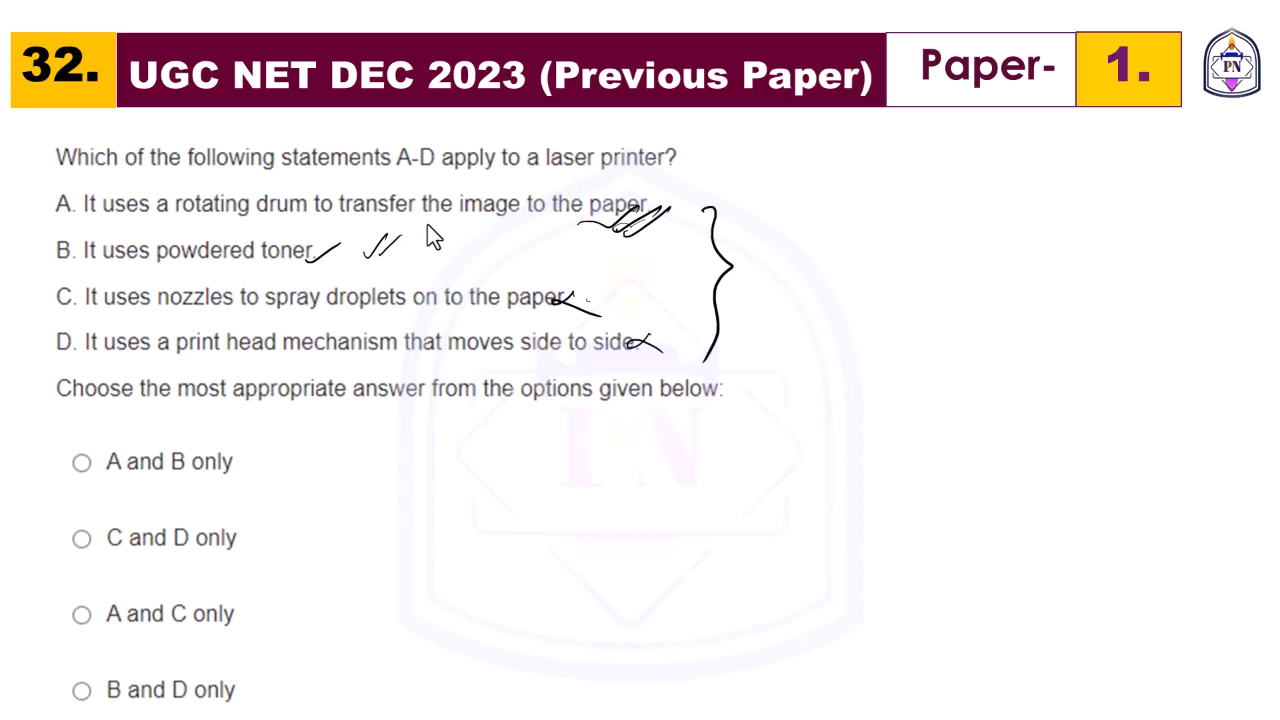 32. UGC NET DEC 2023 (Previous Paper) Paper- 1.
PN
Which of the following statements A-D apply to a laser printer?
A. It uses a rotating drum to transfer the image to the paper.
B. It uses powdered toner.
C. It uses nozzles to spray droplets on to the paper.
D. It uses a print head mechanism that moves side to side.
Choose the most appropriate answer from the options given below:
A and B only
C and D only
A and C only
B and D only